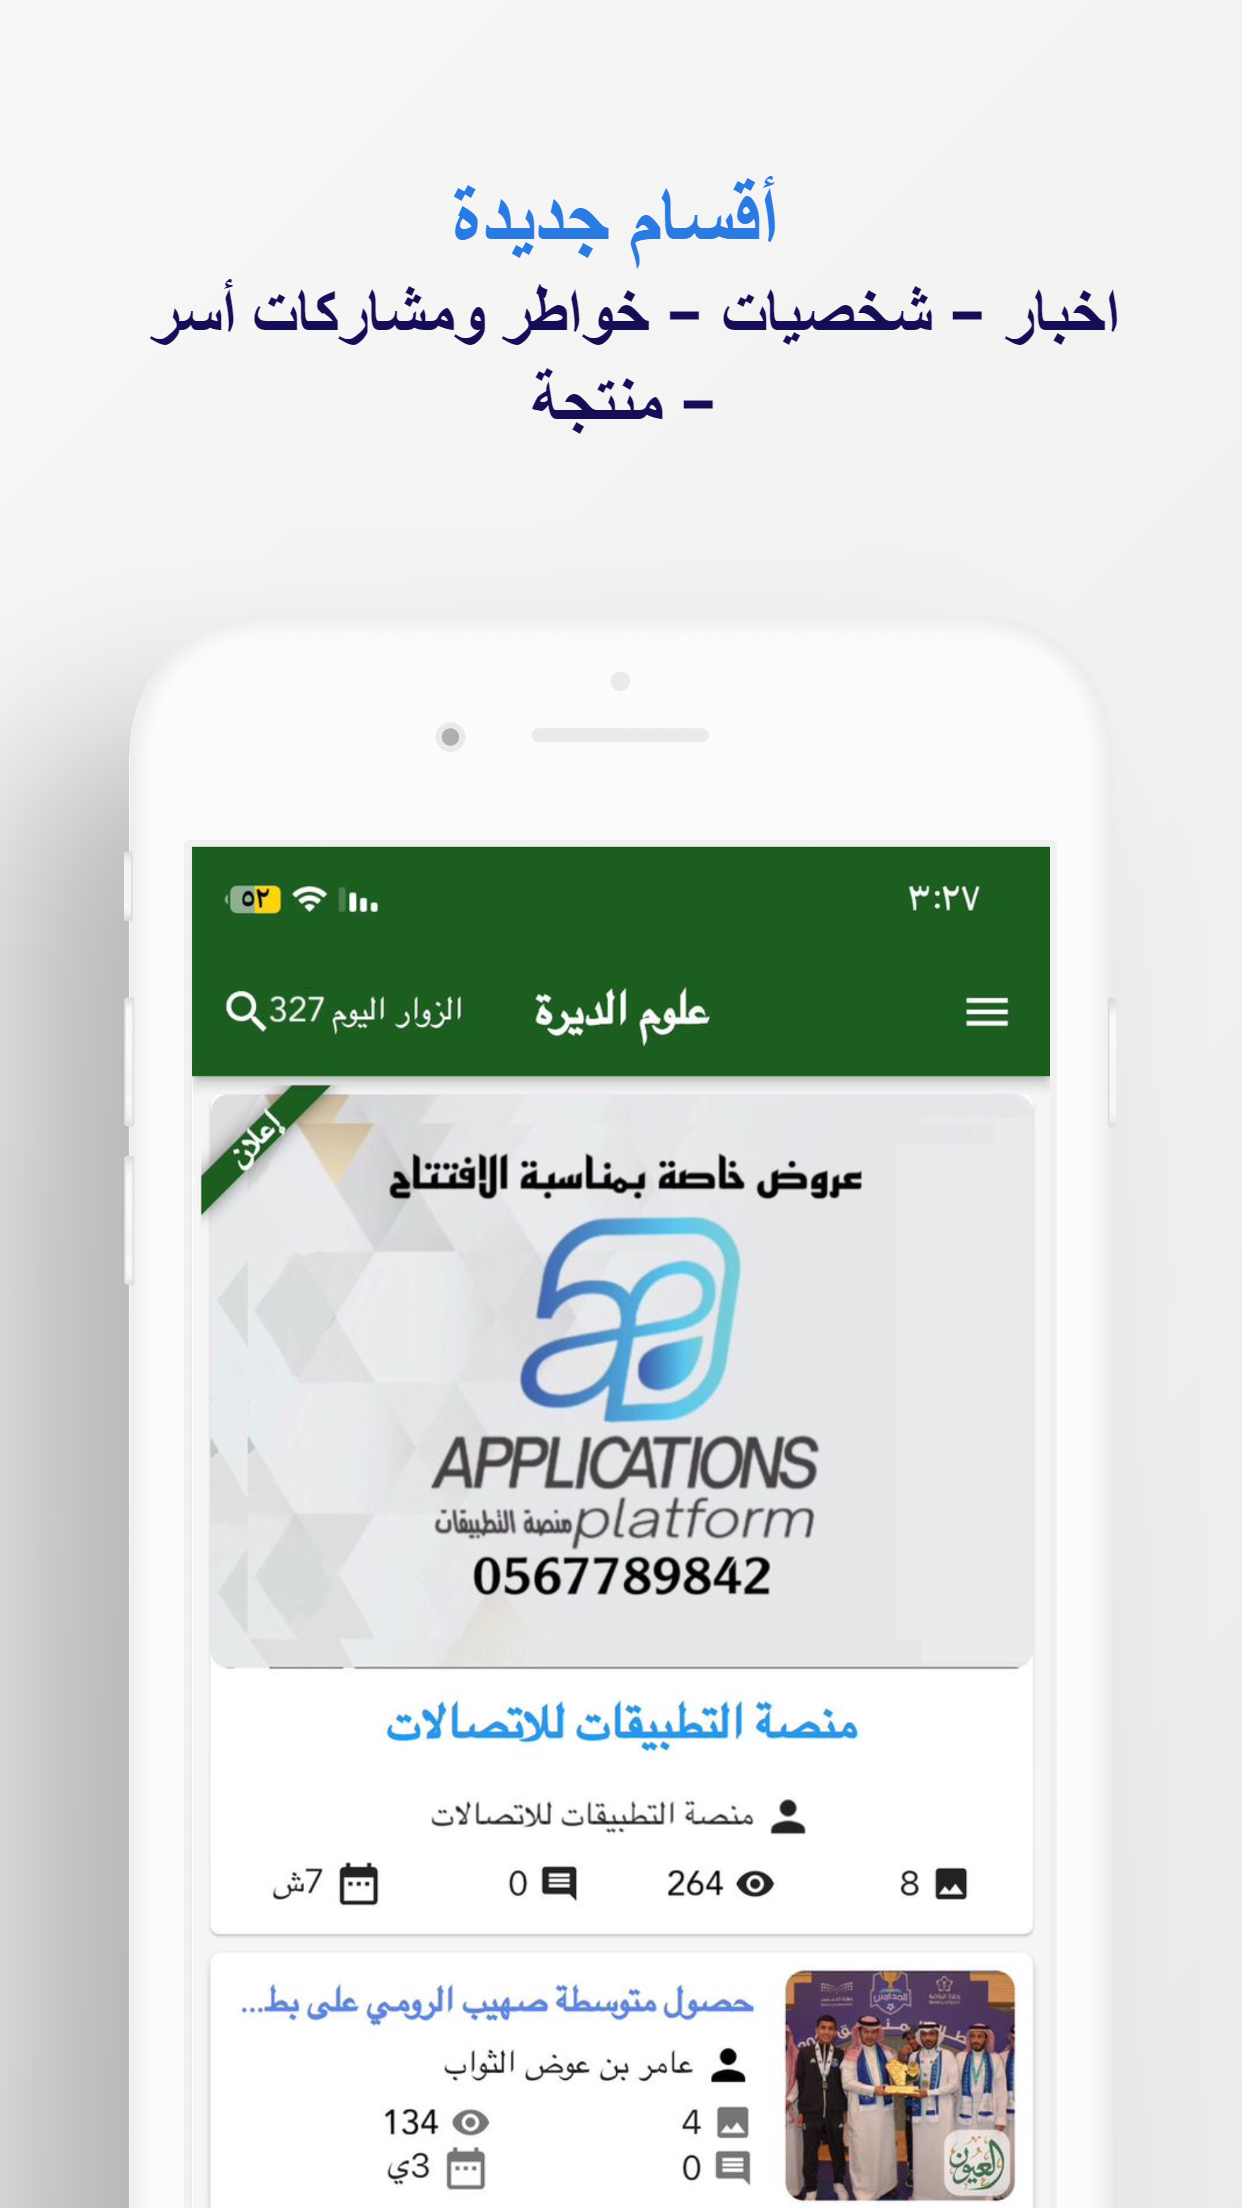 أقسام جديدة
اخبار – شخصيات – خواطر ومشاركات أسر
– منتجة
٣:٢٧
٥٢
علوم الديرة
الزوار اليوم 327
إعلان
عروض خاصة بمناسبة الافتتاح
APPLICATIONS
platform منصة التطبيقات
0567789842
منصة التطبيقات للاتصالات
منصة التطبيقات للاتصالات
8
264
0
7ش
حصول متوسطة صهيب الرومي على بط...
عامر بن عوض الثواب
4
134
0
3ي
المدارس
العيون